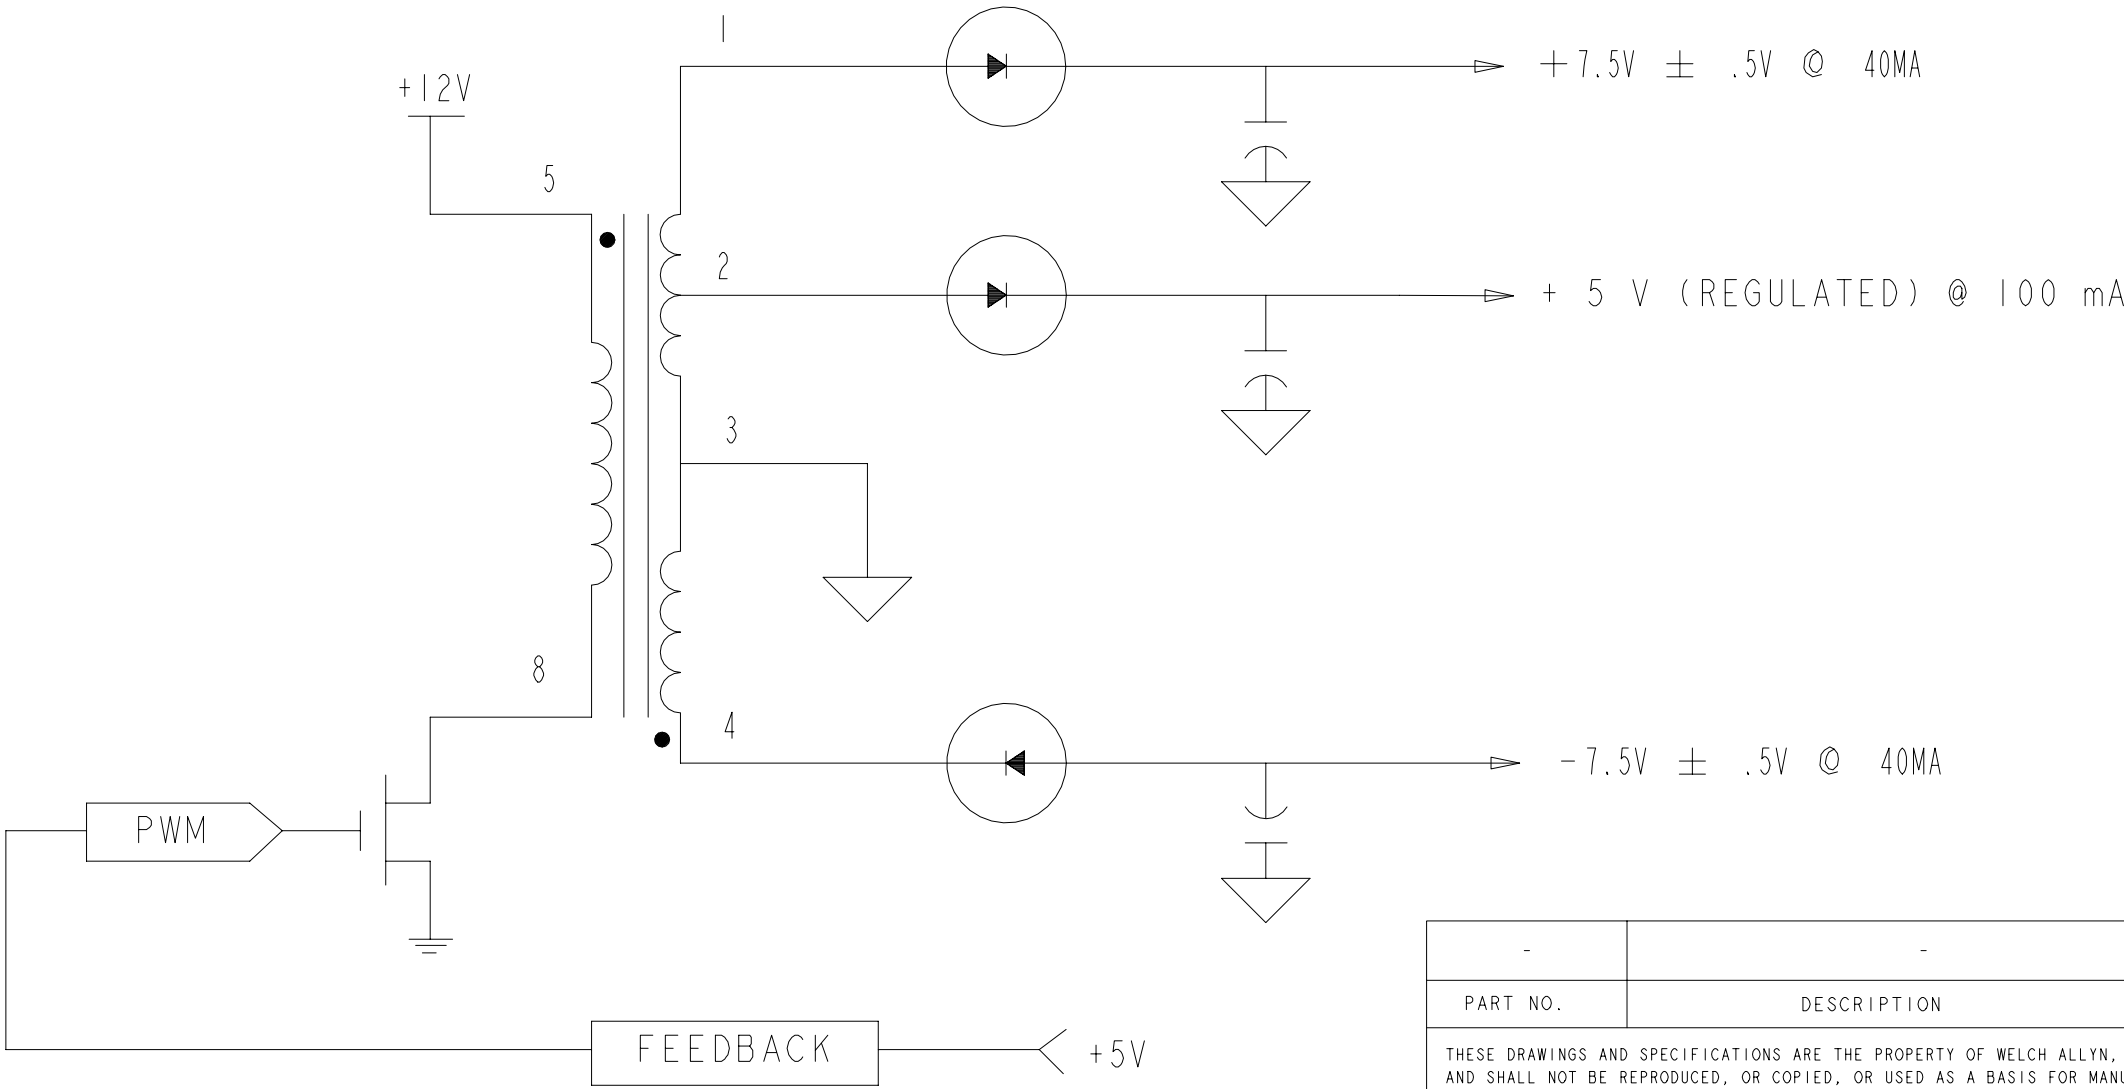 1
+7.5V ± .5V @ 40MA
+12V
5
2
+ 5 V (REGULATED) @ 100 mA
3
8
4
-7.5V ± .5V @ 40MA
PWM
-
-
PART NO.
DESCRIPTION
FEEDBACK
+5V
THESE DRAWINGS AND SPECIFICATIONS ARE THE PROPERTY OF WELCH ALLYN,
AND SHALL NOT BE REPRODUCED, OR COPIED, OR USED AS A BASIS FOR